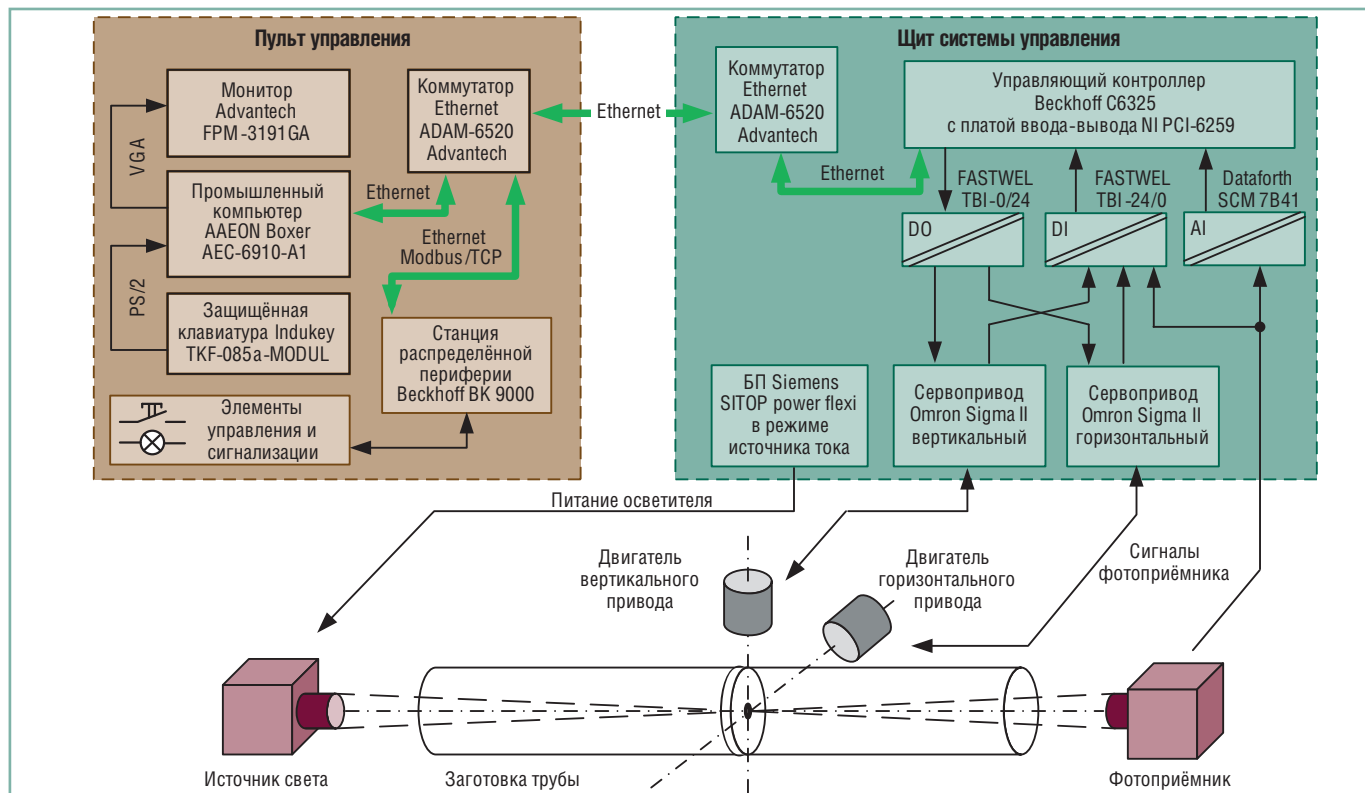 Пульт управления
Монитор
Advantech
FPM-3191GA
VGA
Промышленный
компьютер
AAEON Boxer
AEC-6910-A1
PS/2
Защищённая
клавиатура Indukey
TKF-085a-MODUL
Элементы
управления и
сигнализации
Коммутатор
Ethernet
ADAM-6520
Advantech
Ethernet
Ethernet
Modbus/TCP
Станция
распределённой
периферии
Beckhoff BK 9000
Ethernet
Щит системы управления
Коммутатор
Ethernet
ADAM-6520
Advantech
Ethernet
Управляющий контроллер
Beckhoff C6325
с платой ввода-вывода NI PCI-6259
FASTWEL
TBI-0/24
FASTWEL
TBI-24/0
Dataforth
SCM 7B41
DO
DI
AI
БП Siemens
SITOP power flexi
в режиме
источника тока
Сервопривод
Omron Sigma II
вертикальный
Сервопривод
Omron Sigma II
горизонтальный
Питание осветителя
Двигатель
вертикального
привода
Двигатель
горизонтального
привода
Сигналы
фотоприёмника
Источник света
Заготовка трубы
Фотоприёмник